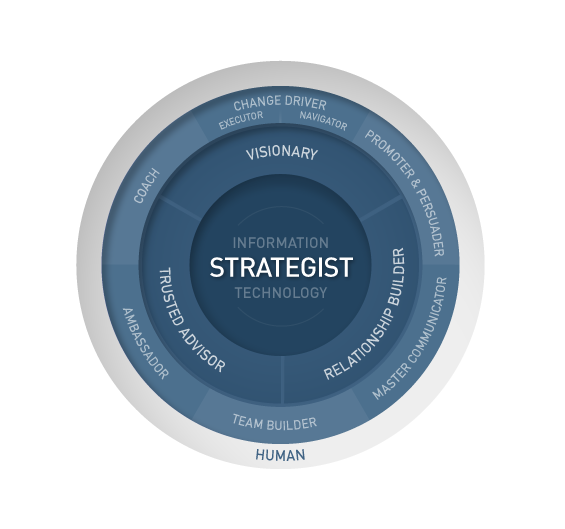 CHANGE DRIVER
EXECUTOR
NAVIGATOR
PROMOTER & PERSUADER
COACH
VISIONARY
INFORMATION
STRATEGIST
TECHNOLOGY
TRUSTED ADVISOR
RELATIONSHIP BUILDER
AMBASSADOR
MASTER COMMUNICATOR
TEAM BUILDER
HUMAN